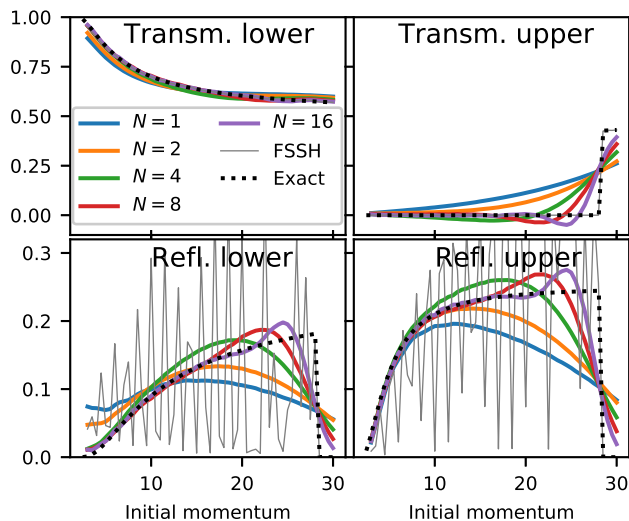 1.00
0.75
0.50
0.25
0.00
Transm. lower
Transm. upper
N = 1
N = 2
N = 4
N = 8
N = 16
FSSH
Exact
0.3
0.2
0.1
0.0
Refl. lower
Refl. upper
10 20 30
10 20 30
Initial momentum
Initial momentum